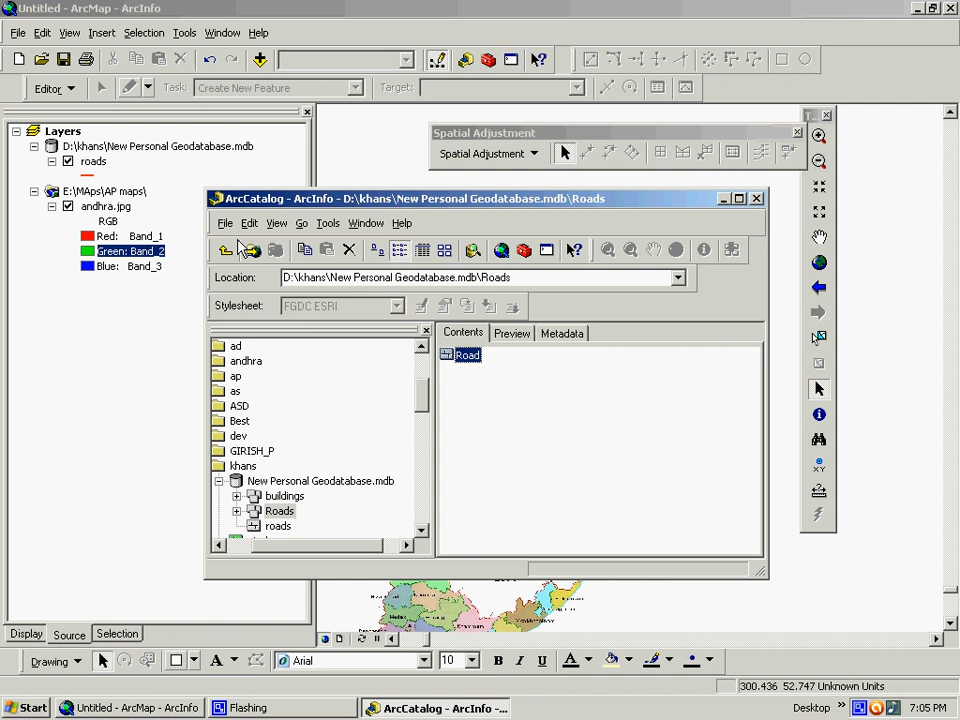 Untitled - ArcMap - ArcInfo
File Edit View Insert Selection Tools Window Help
Editor Task: Create New Feature Target:
Layers
D:\khans\New Personal Geodatabase.mdb
roads
E:\MAps\AP maps\
andhra.jpg
RGB
Red: Band_1
Green: Band_2
Blue: Band_3
Spatial Adjustment
Spatial Adjustment
ArcCatalog - ArcInfo - D:\khans\New Personal Geodatabase.mdb\Roads
File Edit View Go Tools Window Help
Location: D:\khans\New Personal Geodatabase.mdb\Roads
Stylesheet: FGDC ESRI
Contents Preview Metadata
Road
ad
andhra
ap
as
ASD
Best
dev
GIRISH_P
khans
New Personal Geodatabase.mdb
buildings
Roads
roads
XY
Display Source Selection
Drawing A Arial 10 B I U A
300.436 52.747 Unknown Units
Start Untitled - ArcMap - ArcInfo Flashing ArcCatalog - ArcInfo -... Desktop 7:05 PM